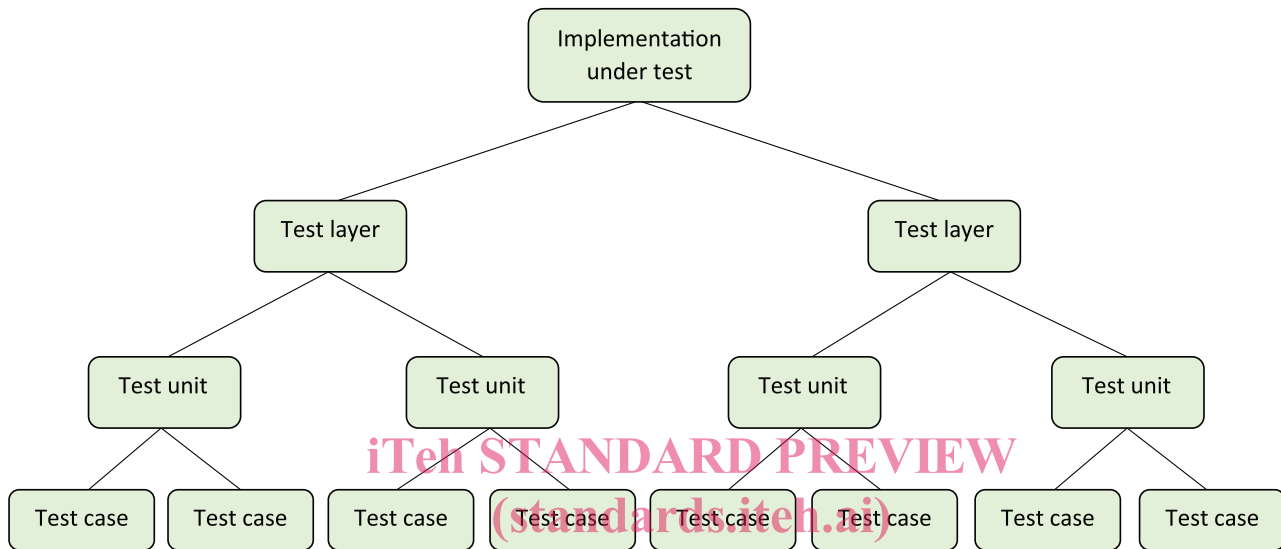 Implementation
under test
Test layer
Test layer
Test unit
Test unit
Test unit
Test unit
iTeh STANDARD PREVIEW
(standards.iteh.ai)
Test case
Test case
Test case
Test case
Test case
Test case
Test case
Test case